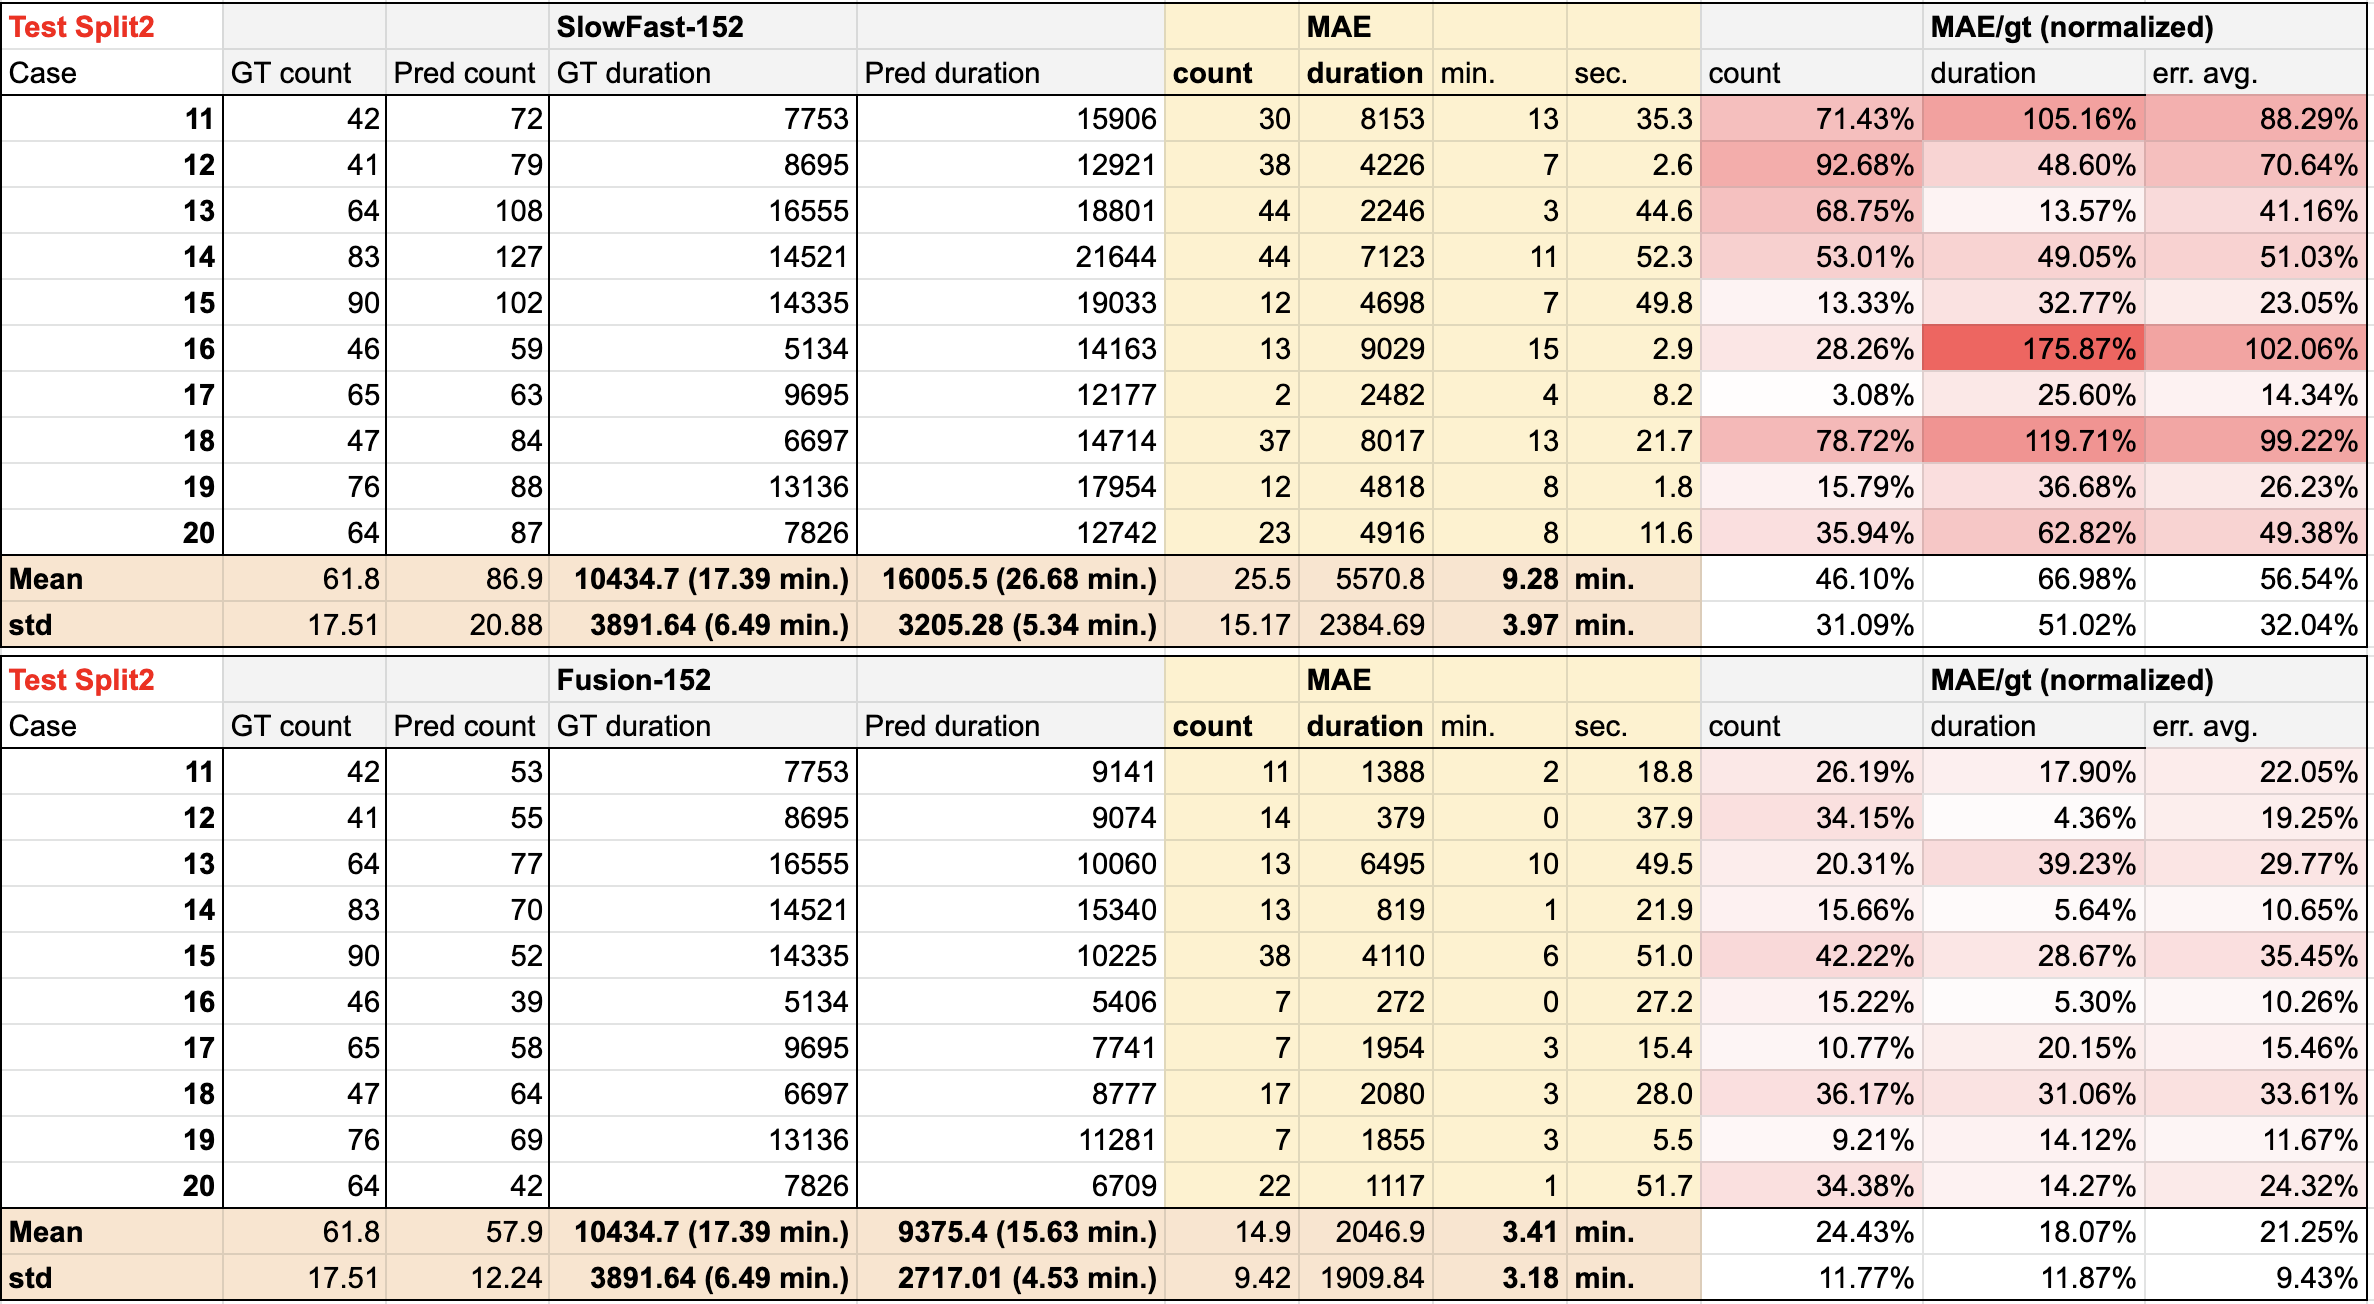 Test Split2 SlowFast-152 MAE MAE/gt (normalized)
Case GT count Pred count GT duration Pred duration count duration min. sec. count duration err. avg.
11 42 72 7753 15906 30 8153 13 35.3 71.43% 105.16% 88.29%
12 41 79 8695 12921 38 4226 7 2.6 92.68% 48.60% 70.64%
13 64 108 16555 18801 44 2246 3 44.6 68.75% 13.57% 41.16%
14 83 127 14521 21644 44 7123 11 52.3 53.01% 49.05% 51.03%
15 90 102 14335 19033 12 4698 7 49.8 13.33% 32.77% 23.05%
16 46 59 5134 14163 13 9029 15 2.9 28.26% 175.87% 102.06%
17 65 63 9695 12177 2 2482 4 8.2 3.08% 25.60% 14.34%
18 47 84 6697 14714 37 8017 13 21.7 78.72% 119.71% 99.22%
19 76 88 13136 17954 12 4818 8 1.8 15.79% 36.68% 26.23%
20 64 87 7826 12742 23 4916 8 11.6 35.94% 62.82% 49.38%
Mean 61.8 86.9 10434.7 (17.39 min.) 16005.5 (26.68 min.) 25.5 5570.8 9.28 min. 46.10% 66.98% 56.54%
std 17.51 20.88 3891.64 (6.49 min.) 3205.28 (5.34 min.) 15.17 2384.69 3.97 min. 31.09% 51.02% 32.04%
Test Split2 Fusion-152 MAE MAE/gt (normalized)
Case GT count Pred count GT duration Pred duration count duration min. sec. count duration err. avg.
11 42 53 7753 9141 11 1388 2 18.8 26.19% 17.90% 22.05%
12 41 55 8695 9074 14 379 0 37.9 34.15% 4.36% 19.25%
13 64 77 16555 10060 13 6495 10 49.5 20.31% 39.23% 29.77%
14 83 70 14521 15340 13 819 1 21.9 15.66% 5.64% 10.65%
15 90 52 14335 10225 38 4110 6 51.0 42.22% 28.67% 35.45%
16 46 39 5134 5406 7 272 0 27.2 15.22% 5.30% 10.26%
17 65 58 9695 7741 7 1954 3 15.4 10.77% 20.15% 15.46%
18 47 64 6697 8777 17 2080 3 28.0 36.17% 31.06% 33.61%
19 76 69 13136 11281 7 1855 3 5.5 9.21% 14.12% 11.67%
20 64 42 7826 6709 22 1117 1 51.7 34.38% 14.27% 24.32%
Mean 61.8 57.9 10434.7 (17.39 min.) 9375.4 (15.63 min.) 14.9 2046.9 3.41 min. 24.43% 18.07% 21.25%
std 17.51 12.24 3891.64 (6.49 min.) 2717.01 (4.53 min.) 9.42 1909.84 3.18 min. 11.77% 11.87% 9.43%